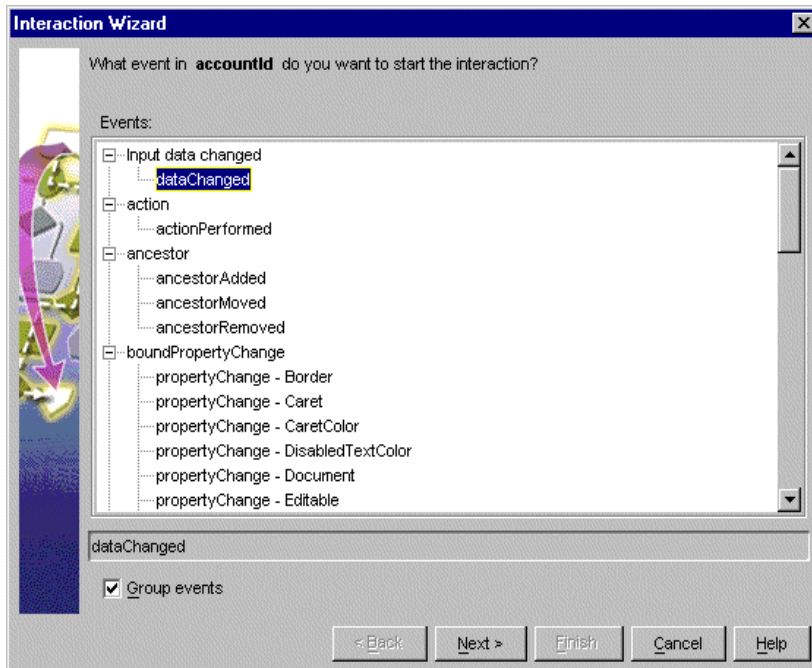 Interaction Wizard
What event in accountId do you want to start the interaction?
Events:
Input data changed
dataChanged
action
actionPerformed
ancestor
ancestorAdded
ancestorMoved
ancestorRemoved
boundPropertyChange
propertyChange - Border
propertyChange - Caret
propertyChange - CaretColor
propertyChange - DisabledTextColor
propertyChange - Document
propertyChange - Editable
dataChanged
Group events
< Back Next > Finish Cancel Help